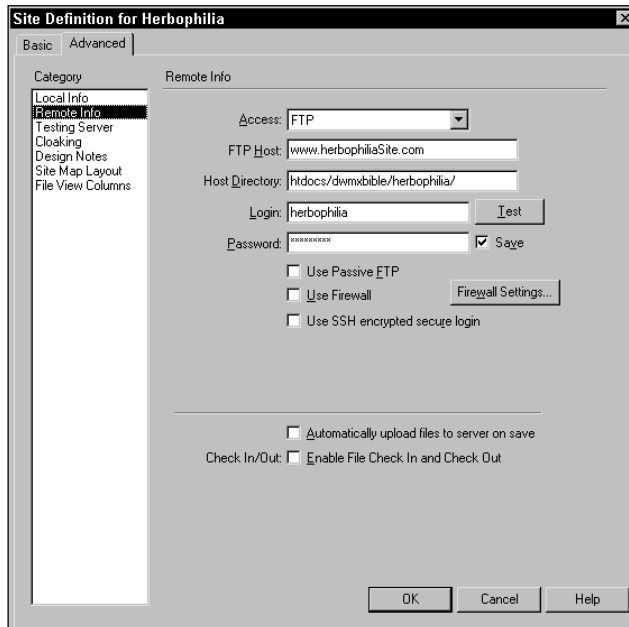 Site Definition for Herbophilia
Basic
Advanced
Category
Local Info
Remote Info
Testing Server
Cloaking
Design Notes
Site Map Layout
File View Columns
Remote Info
Access: FTP
FTP Host: www.herbophiliaSite.com
Host Directory: htdocs/dwmxbible/herbophilia/
Login: herbophilia
Test
Password: *********
Save
Use Passive FTP
Use Firewall
Firewall Settings...
Use SSH encrypted secure login
Automatically upload files to server on save
Check In/Out: Enable File Check In and Check Out
OK
Cancel
Help